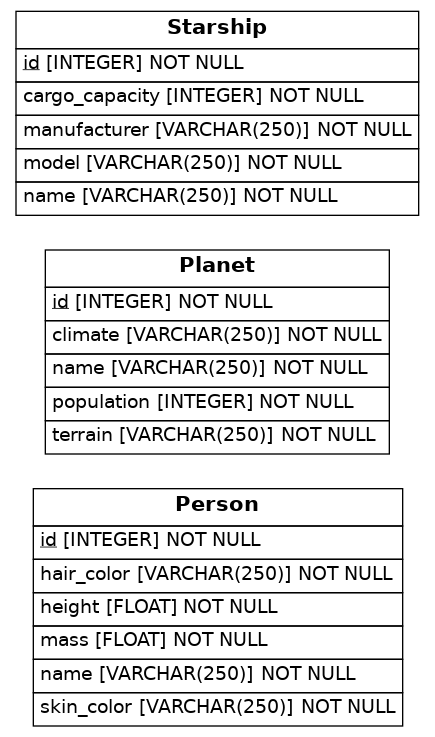 Starship
id [INTEGER] NOT NULL
cargo_capacity [INTEGER] NOT NULL
manufacturer [VARCHAR(250)] NOT NULL
model [VARCHAR(250)] NOT NULL
name [VARCHAR(250)] NOT NULL
Planet
id [INTEGER] NOT NULL
climate [VARCHAR(250)] NOT NULL
name [VARCHAR(250)] NOT NULL
population [INTEGER] NOT NULL
terrain [VARCHAR(250)] NOT NULL
Person
id [INTEGER] NOT NULL
hair_color [VARCHAR(250)] NOT NULL
height [FLOAT] NOT NULL
mass [FLOAT] NOT NULL
name [VARCHAR(250)] NOT NULL
skin_color [VARCHAR(250)] NOT NULL